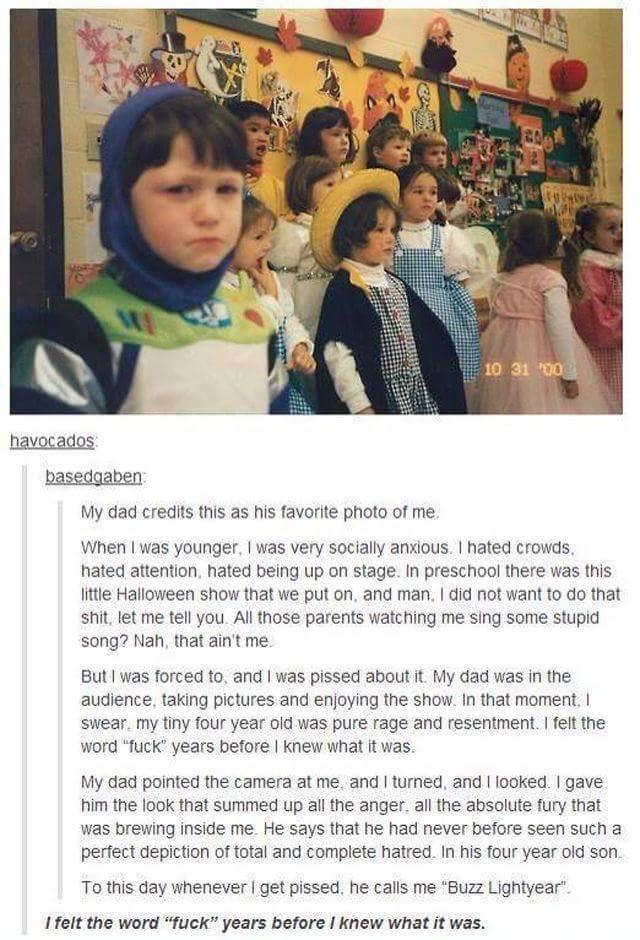 10 31 '00
havocados:
basedgaben:
My dad credits this as his favorite photo of me.
When I was younger, I was very socially anxious. I hated crowds,
hated attention, hated being up on stage. In preschool there was this
little Halloween show that we put on, and man, I did not want to do that
shit, let me tell you. All those parents watching me sing some stupid
song? Nah, that ain't me.
But I was forced to, and I was pissed about it. My dad was in the
audience, taking pictures and enjoying the show. In that moment, I
swear, my tiny four year old was pure rage and resentment. I felt the
word "fuck" years before I knew what it was.
My dad pointed the camera at me, and I turned, and I looked. I gave
him the look that summed up all the anger, all the absolute fury that
was brewing inside me. He says that he had never before seen such a
perfect depiction of total and complete hatred. In his four year old son.
To this day whenever I get pissed, he calls me "Buzz Lightyear".
I felt the word "fuck" years before I knew what it was.